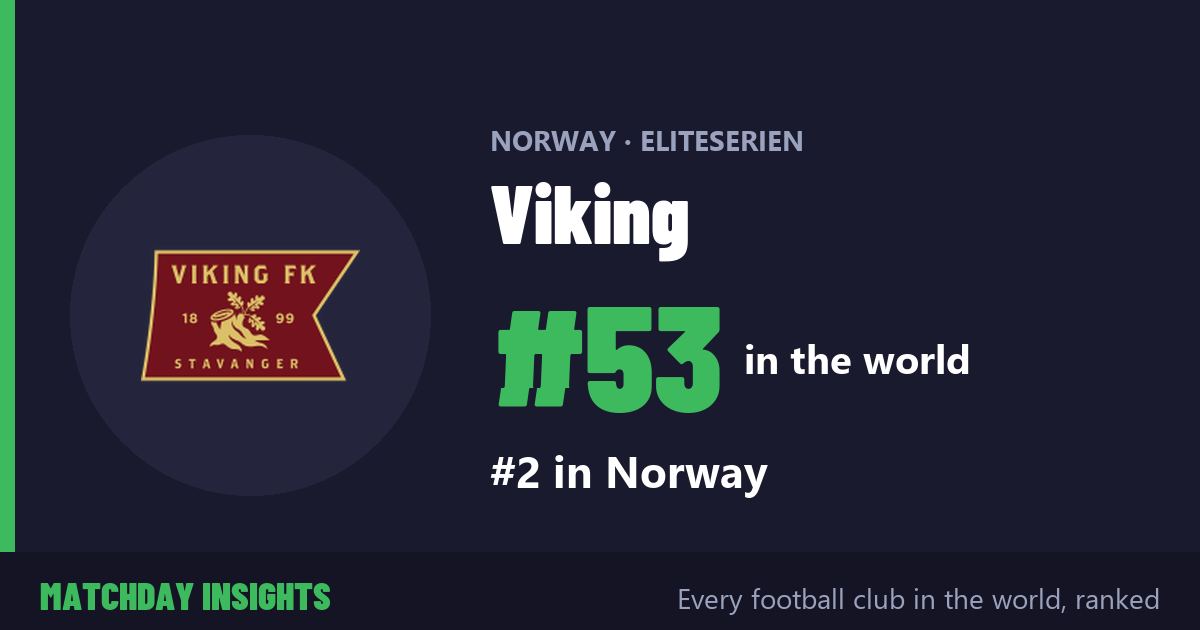 NORWAY · ELITESERIEN
Viking
VIKING FK
18 99
STAVANGER
#53 in the world
#2 in Norway
MATCHDAY INSIGHTS
Every football club in the world, ranked